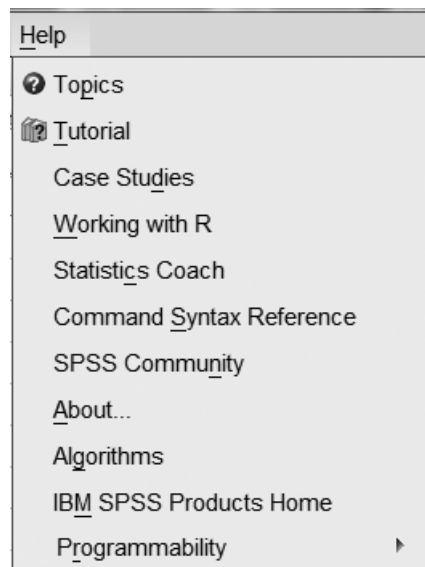 Help
Topics
Tutorial
Case Studies
Working with R
Statistics Coach
Command Syntax Reference
SPSS Community
About...
Algorithms
IBM SPSS Products Home
Programmability